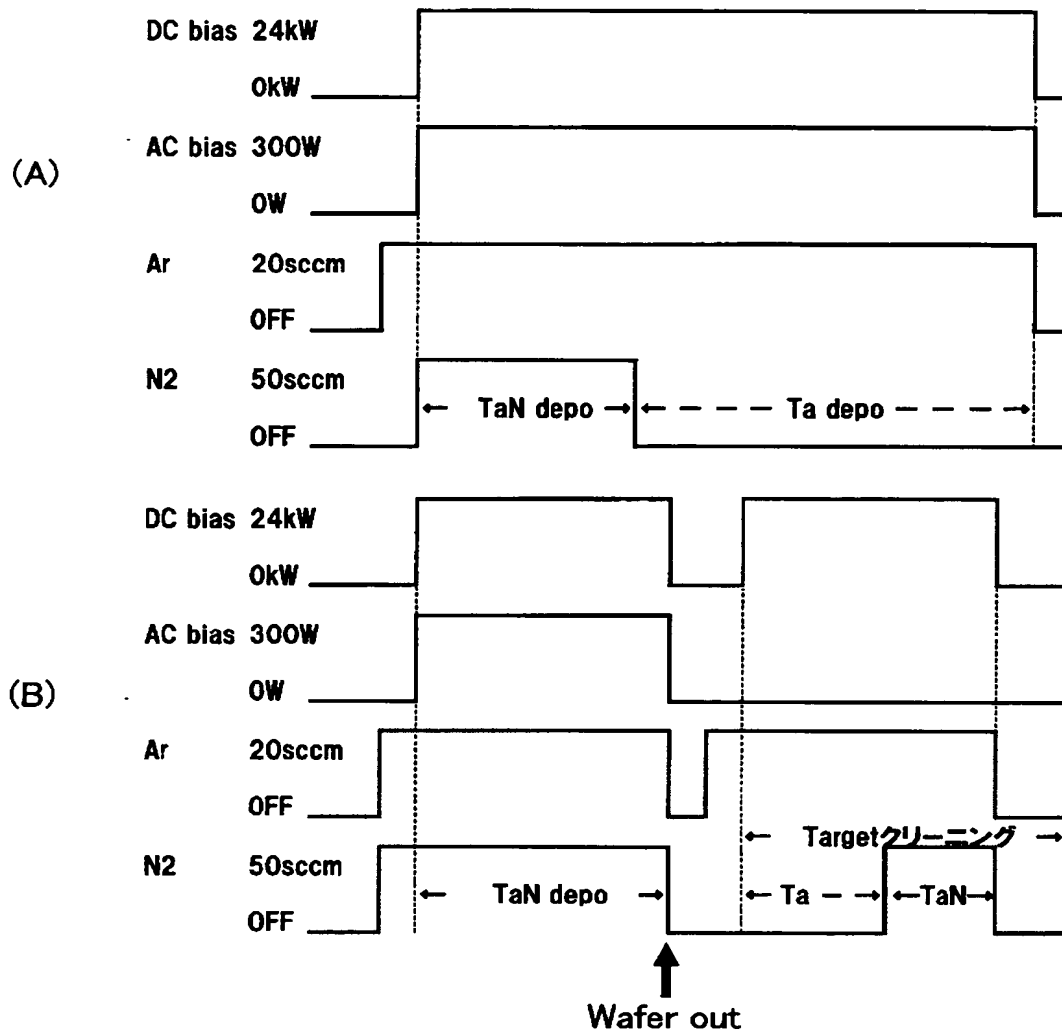 DC bias 24kW
0kW
(A)
AC bias 300W
0W
Ar 20sccm
OFF
N2 50sccm
TaN depo
Ta depo
OFF
DC bias 24kW
0kW
(B)
AC bias 300W
0W
Ar 20sccm
OFF
Targetクリーニング
N2 50sccm
TaN depo
Ta
TaN
OFF
Wafer out